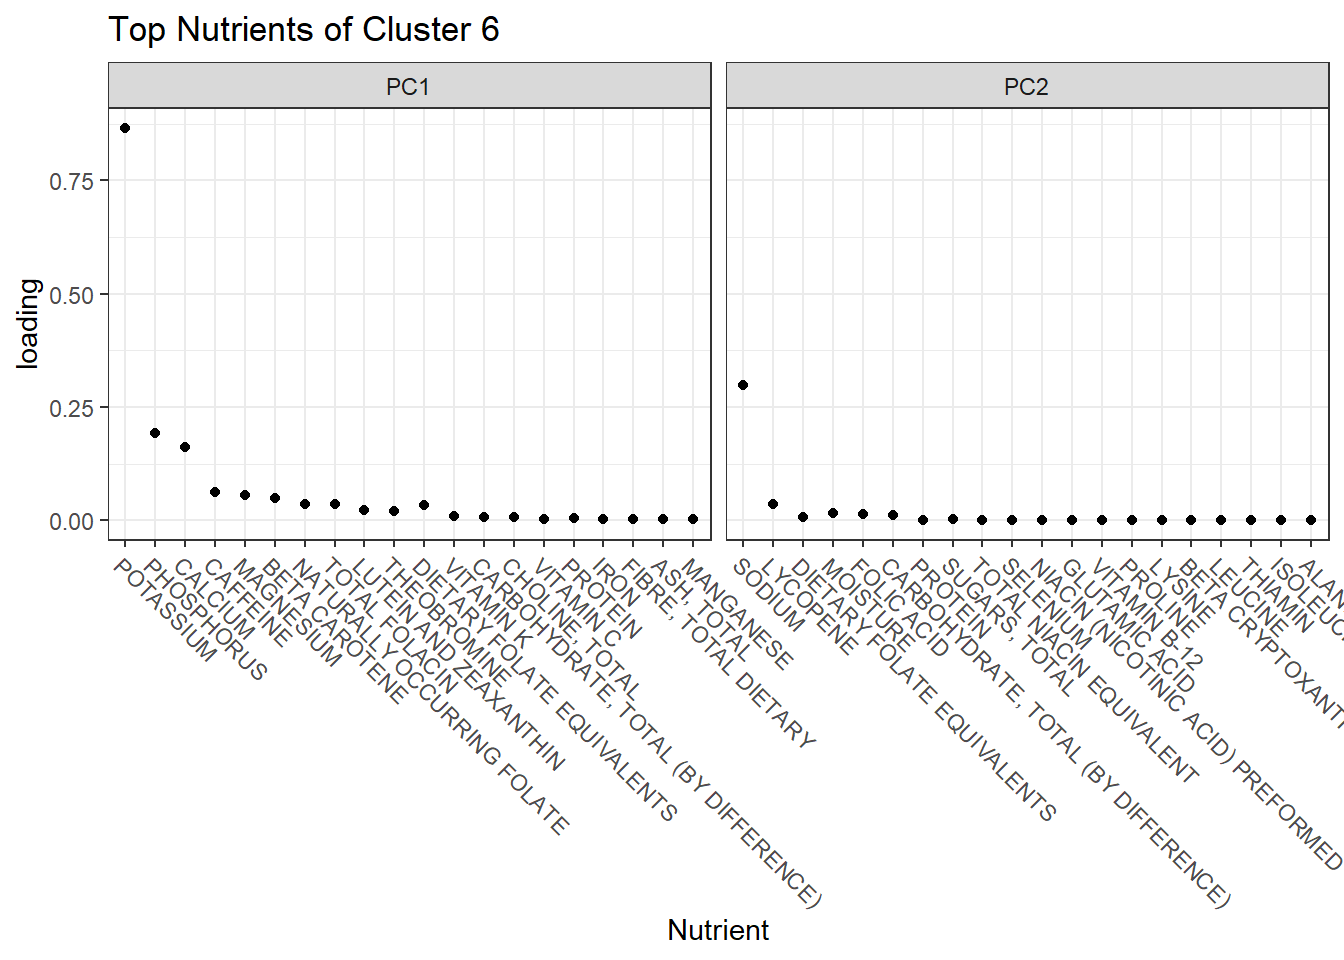 Top Nutrients of Cluster 6
PC1
PC2
loading
0.75
0.50
0.25
0.00
POTASSIUM
PHOSPHORUS
CALCIUM
CAFFEINE
MAGNESIUM
BETA CAROTENE
NATURALLY OCCURRING FOLATE
TOTAL FOLACIN
LUTEIN AND ZEAXANTHIN
THEOBROMINE
DIETARY FOLATE EQUIVALENTS
VITAMIN K
CARBOHYDRATE, TOTAL (BY DIFFERENCE)
CHOLINE, TOTAL
VITAMIN C
PROTEIN
IRON
FIBRE, TOTAL DIETARY
ASH, TOTAL
MANGANESE
SODIUM
LYCOPENE
DIETARY FOLATE EQUIVALENTS
MOISTURE
FOLIC ACID
CARBOHYDRATE, TOTAL (BY DIFFERENCE)
PROTEIN
SUGARS, TOTAL
TOTAL NIACIN EQUIVALENT
SELENIUM
NIACIN (NICOTINIC ACID) PREFORMED
GLUTAMIC ACID
VITAMIN B-12
PROLINE
LYSINE
BETA CRYPTOXANT
LEUCINE
THIAMIN
ISOLEUC
ALAN
Nutrient